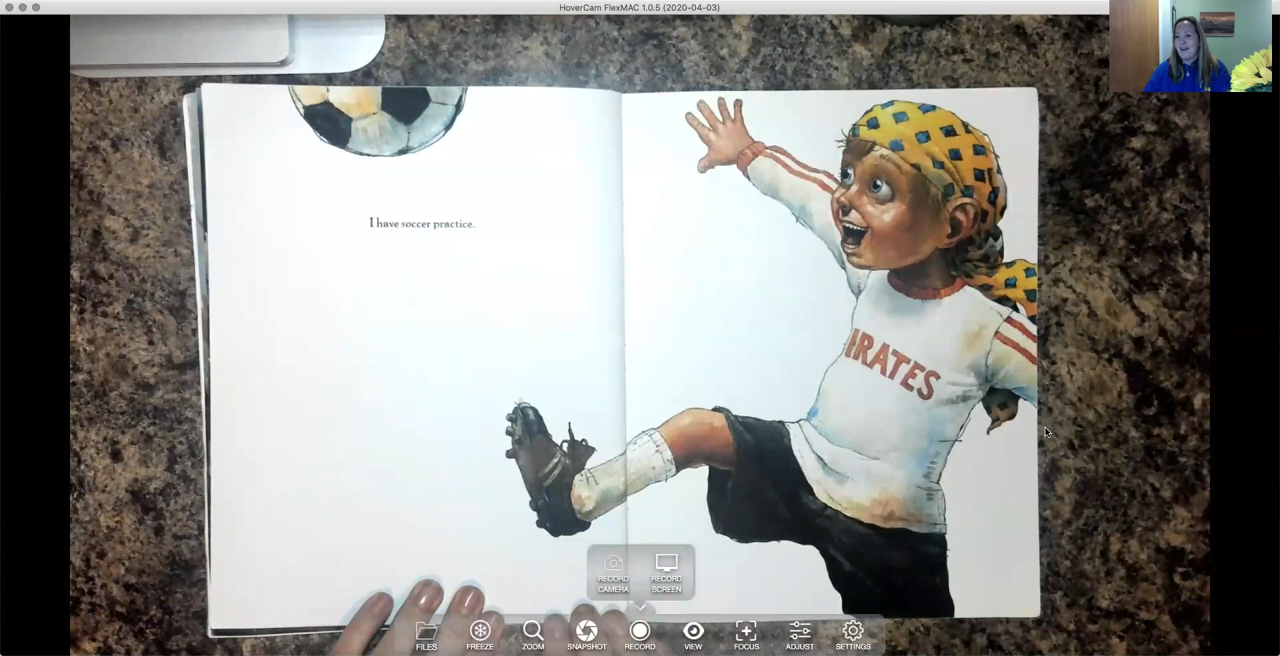 HoverCam FlexMAC 1.0.5 (2020-04-03)
I have soccer practice.
IRATES
RECORD CAMERA
RECORD SCREEN
FILES
FREEZE
ZOOM
SNAPSHOT
RECORD
VIEW
FOCUS
ADJUST
SETTINGS